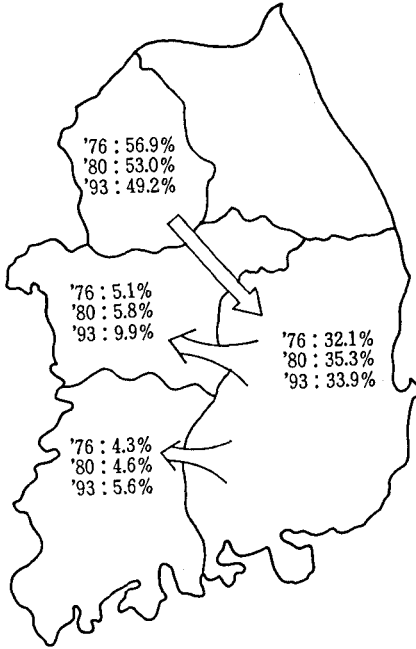 '76 : 56.9%
'80 : 53.0%
'93 : 49.2%
'76 : 5.1%
'80 : 5.8%
'93 : 9.9%
'76 : 32.1%
'80 : 35.3%
'93 : 33.9%
'76 : 4.3%
'80 : 4.6%
'93 : 5.6%